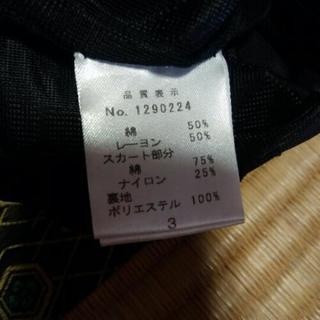 品質表示
No. 1290224
綿 50%
レーヨン 50%
スカート部分
綿 75%
ナイロン 25%
裏地
ポリエステル 100%
3